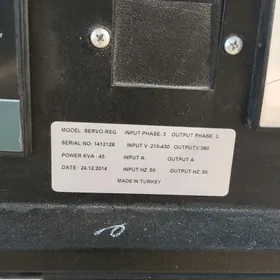 MODEL :SERVO-REG INPUT PHASE: 3 OUTPUT PHASE :3
SERIAL NO :1412128 INPUT V :210-430 OUTPUTV-380
POWER KVA :45 INPUT A OUTPUT A
DATE : 24.12.2014 INPUT HZ :50 OUTPUT HZ: 50
MADE IN TURKEY